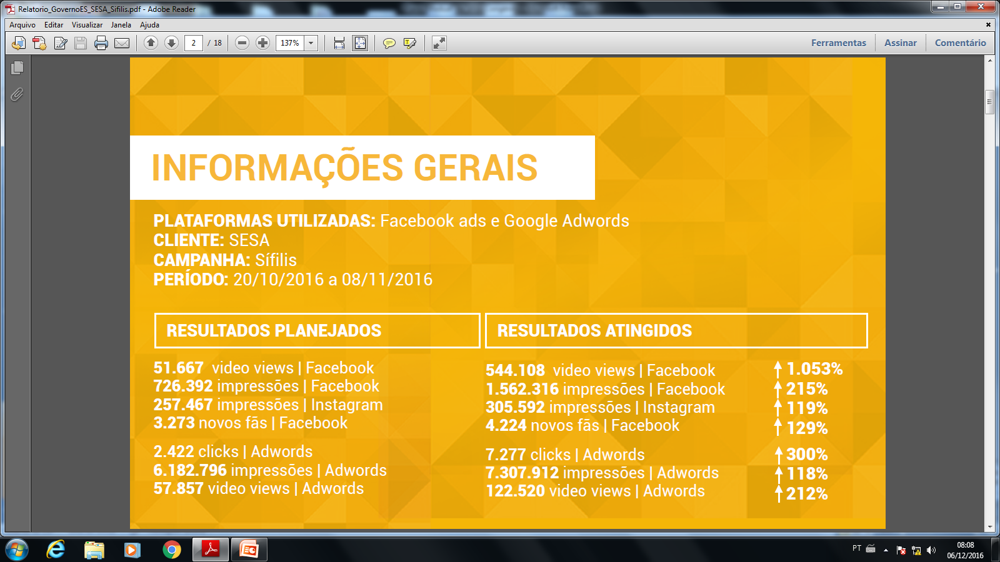 Relatorio_GovernoES_SESA_Sifilis.pdf - Adobe Reader
Arquivo Editar Visualizar Janela Ajuda
2 / 18 137% Ferramentas Assinar Comentário
INFORMAÇÕES GERAIS
PLATAFORMAS UTILIZADAS: Facebook ads e Google Adwords
CLIENTE: SESA
CAMPANHA: Sífilis
PERÍODO: 20/10/2016 a 08/11/2016
RESULTADOS PLANEJADOS
51.667 video views | Facebook
726.392 impressões | Facebook
257.467 impressões | Instagram
3.273 novos fãs | Facebook
2.422 clicks | Adwords
6.182.796 impressões | Adwords
57.857 video views | Adwords
RESULTADOS ATINGIDOS
544.108 video views | Facebook 1.053%
1.562.316 impressões | Facebook 215%
305.592 impressões | Instagram 119%
4.224 novos fãs | Facebook 129%
7.277 clicks | Adwords 300%
7.307.912 impressões | Adwords 118%
122.520 video views | Adwords 212%
PT
08:08
06/12/2016